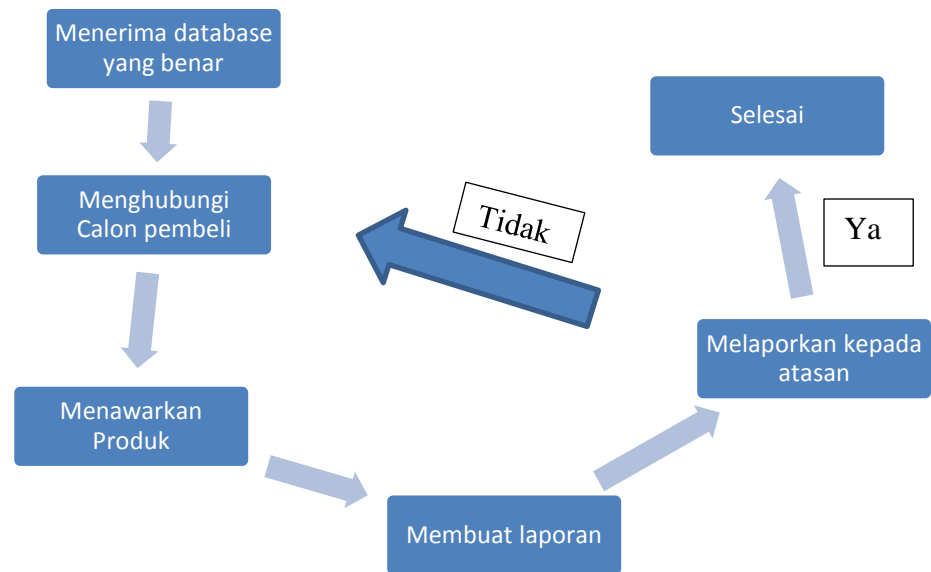 Menerima database
yang benar
Menghubungi
Calon pembeli
Menawarkan
Produk
Membuat laporan
Melaporkan kepada
atasan
Tidak
Ya
Selesai